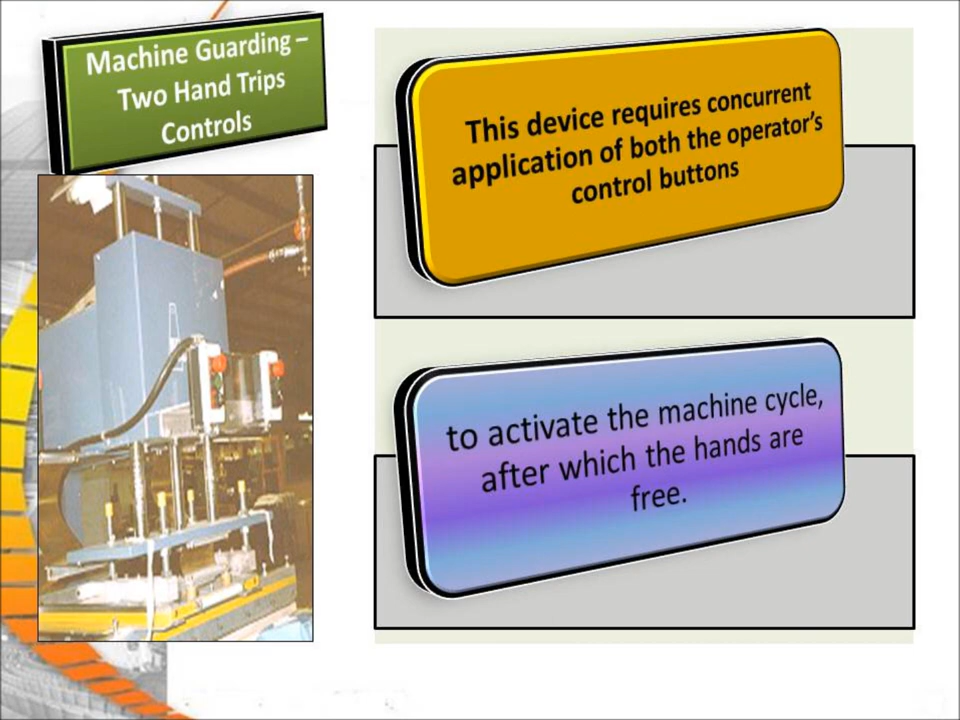 Machine Guarding –
Two Hand Trips
Controls
This device requires concurrent
application of both the operator’s
control buttons
to activate the machine cycle,
after which the hands are
free.